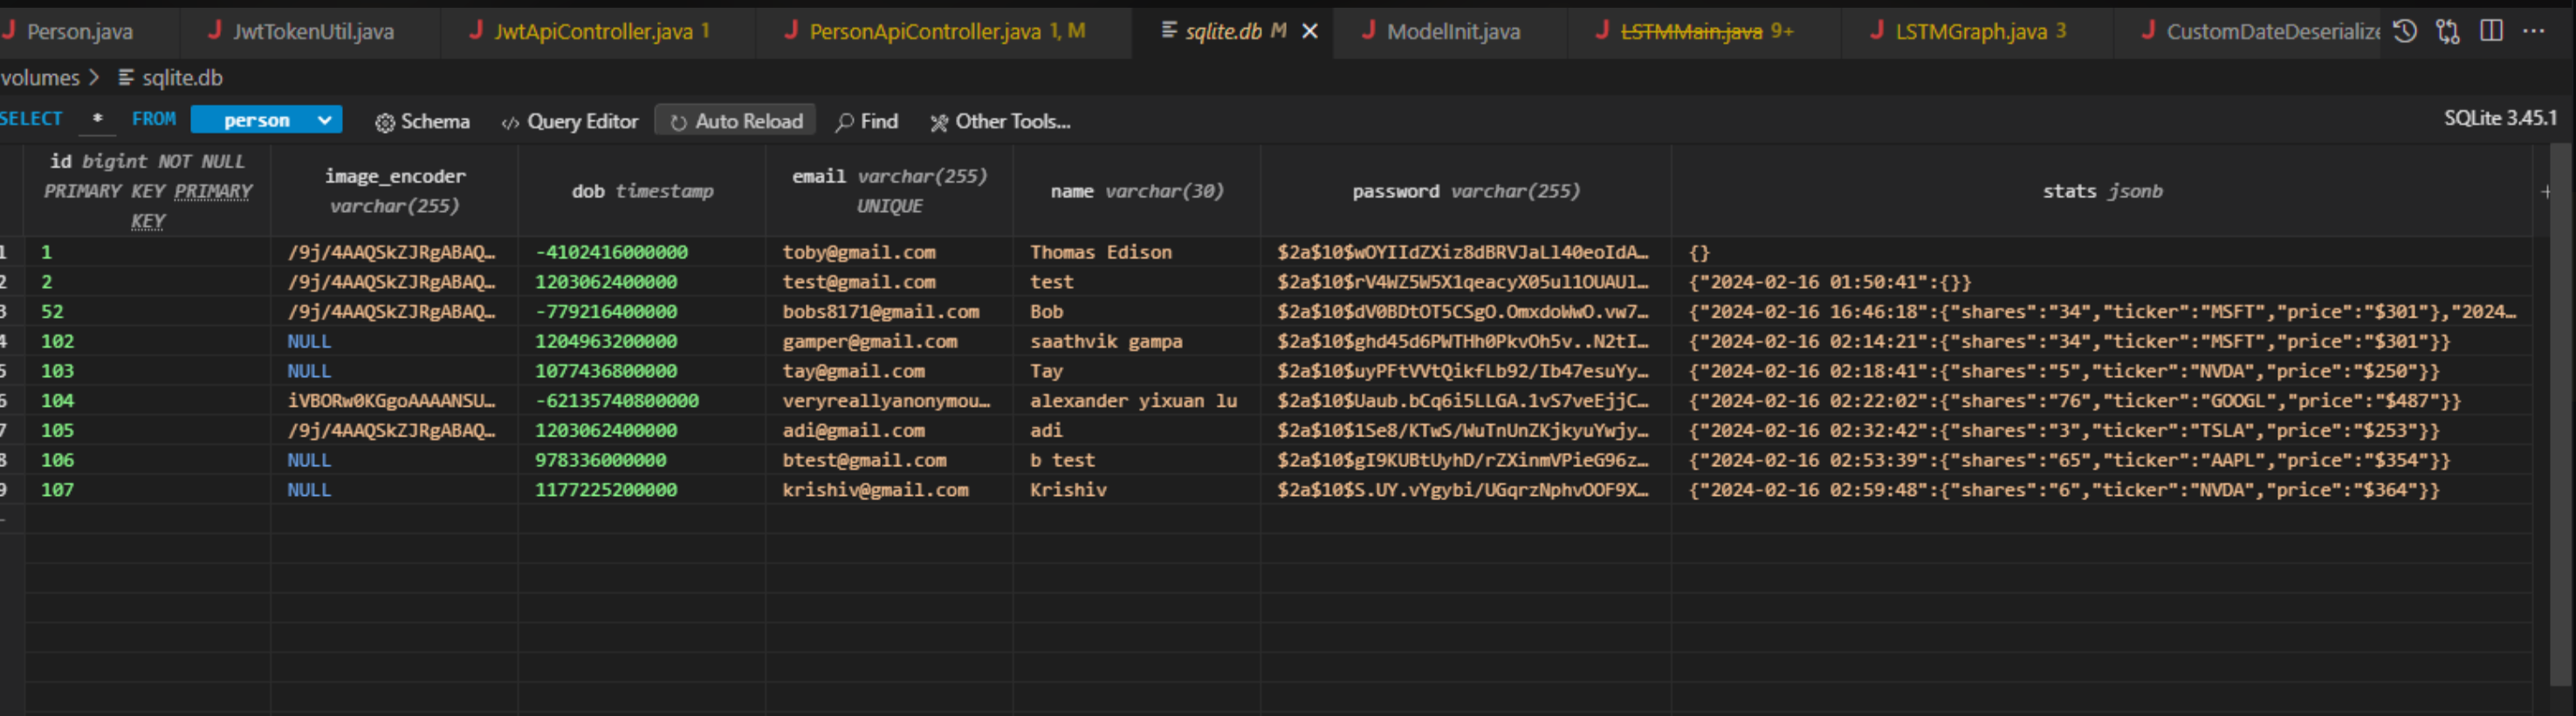 Person.java JwtTokenUtil.java JwtApiController.java 1 PersonApiController.java 1, M sqlite.db M ModelInit.java LSTMMain.java 9+ LSTMGraph.java 3 CustomDateDeserialize
volumes > sqlite.db
SELECT * FROM person Schema Query Editor Auto Reload Find Other Tools... SQLite 3.45.1
id bigint NOT NULL PRIMARY KEY PRIMARY KEY
image_encoder varchar(255)
dob timestamp
email varchar(255) UNIQUE
name varchar(30)
password varchar(255)
stats jsonb
1 1 /9j/4AAQSkZJRgABAQ… -4102416000000 toby@gmail.com Thomas Edison $2a$10$wOYIIdZXiz8dBRVJaLl40eoIdA… {}
2 2 /9j/4AAQSkZJRgABAQ… 1203062400000 test@gmail.com test $2a$10$rV4WZ5W5X1qeacyX05ul1OUAUl… {"2024-02-16 01:50:41":{}}
3 52 /9j/4AAQSkZJRgABAQ… -779216400000 bobs8171@gmail.com Bob $2a$10$dV0BDtOT5CSgO.OmxdoWwO.vw7… {"2024-02-16 16:46:18":{"shares":"34","ticker":"MSFT","price":"$301"},"2024…
4 102 NULL 1204963200000 gamper@gmail.com saathvik gampa $2a$10$ghd45d6PWTHh0PkvOh5v..N2tI… {"2024-02-16 02:14:21":{"shares":"34","ticker":"MSFT","price":"$301"}}
5 103 NULL 1077436800000 tay@gmail.com Tay $2a$10$uyPFtVVtQikfLb92/Ib47esuYy… {"2024-02-16 02:18:41":{"shares":"5","ticker":"NVDA","price":"$250"}}
6 104 iVBORw0KGgoAAAANSU… -62135740800000 veryreallyanonymou… alexander yixuan lu $2a$10$Uaub.bCq6i5LLGA.1vS7veEjjC… {"2024-02-16 02:22:02":{"shares":"76","ticker":"GOOGL","price":"$487"}}
7 105 /9j/4AAQSkZJRgABAQ… 1203062400000 adi@gmail.com adi $2a$10$1Se8/KTwS/WuTnUnZKjkyuYwjy… {"2024-02-16 02:32:42":{"shares":"3","ticker":"TSLA","price":"$253"}}
8 106 NULL 978336000000 btest@gmail.com b test $2a$10$gI9KUBtUyhD/rZXinmVPieG96z… {"2024-02-16 02:53:39":{"shares":"65","ticker":"AAPL","price":"$354"}}
9 107 NULL 1177225200000 krishiv@gmail.com Krishiv $2a$10$S.UY.vYgybi/UGqrzNphvOOF9X… {"2024-02-16 02:59:48":{"shares":"6","ticker":"NVDA","price":"$364"}}